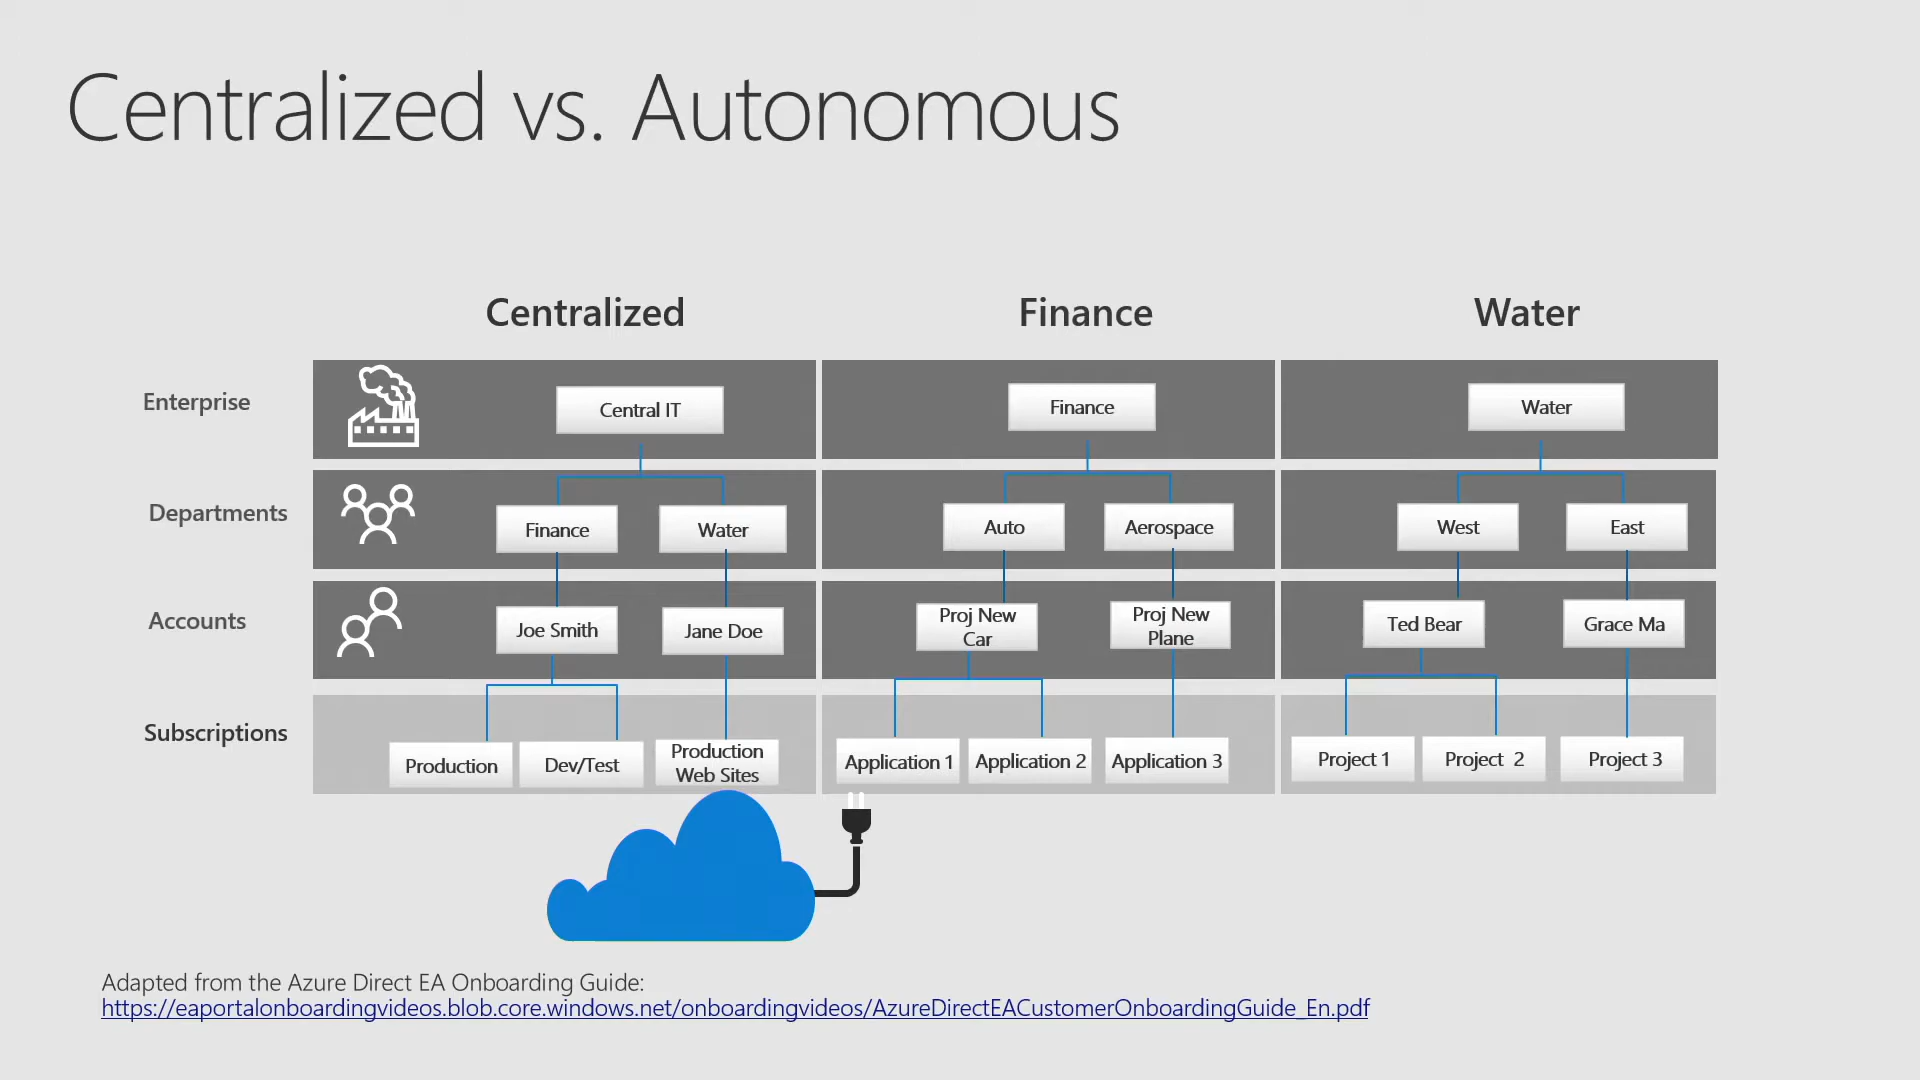 Centralized vs. Autonomous
Centralized
Finance
Water
Enterprise
Central IT
Finance
Water
Departments
Finance
Water
Auto
Aerospace
West
East
Accounts
Joe Smith
Jane Doe
Proj New
Car
Proj New
Plane
Ted Bear
Grace Ma
Subscriptions
Production
Dev/Test
Production
Web Sites
Application 1
Application 2
Application 3
Project 1
Project 2
Project 3
Adapted from the Azure Direct EA Onboarding Guide:
https://eaportalonboardingvideos.blob.core.windows.net/onboardingvideos/AzureDirectEACustomerOnboardingGuide_En.pdf